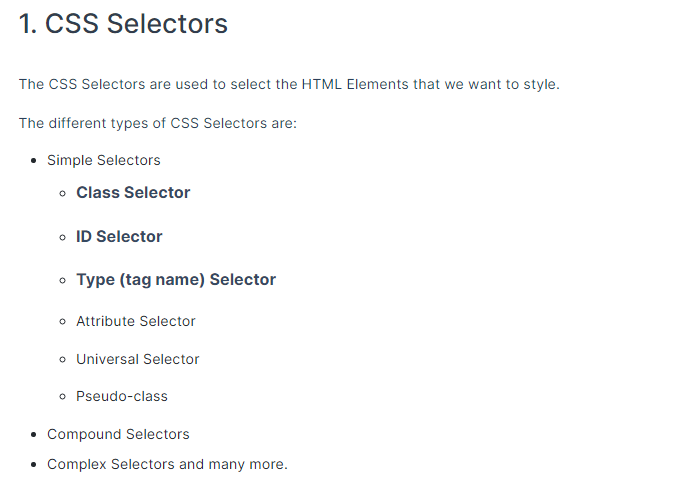 1. CSS Selectors
The CSS Selectors are used to select the HTML Elements that we want to style.
The different types of CSS Selectors are:
Simple Selectors
Class Selector
ID Selector
Type (tag name) Selector
Attribute Selector
Universal Selector
Pseudo-class
Compound Selectors
Complex Selectors and many more.